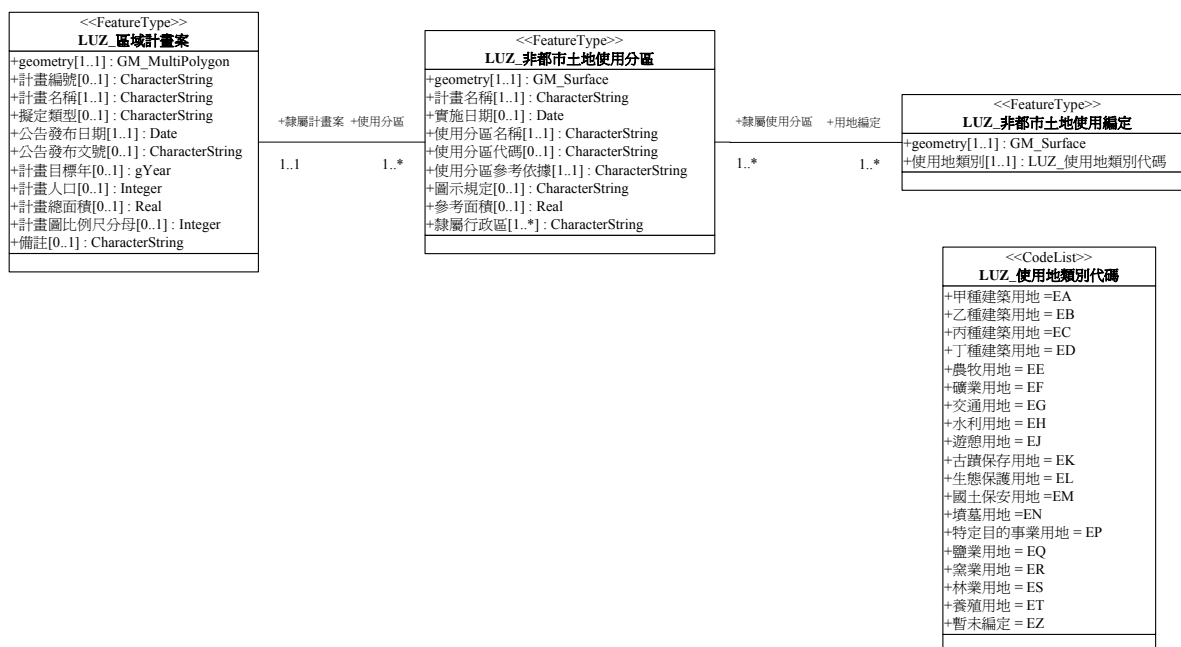 <<FeatureType>>
LUZ_區域計畫案
+geometry[1..1] : GM_MultiPolygon
+計畫編號[0..1] : CharacterString
+計畫名稱[1..1] : CharacterString
+擬定類型[0..1] : CharacterString
+公告發布日期[1..1] : Date
+公告發布文號[0..1] : CharacterString
+計畫目標年[0..1] : gYear
+計畫人口[0..1] : Integer
+計畫總面積[0..1] : Real
+計畫圖比例尺分母[0..1] : Integer
+備註[0..1] : CharacterString
+隸屬計畫案 +使用分區
1..1 1..*
<<FeatureType>>
LUZ_非都市土地使用分區
+geometry[1..1] : GM_Surface
+計畫名稱[1..1] : CharacterString
+實施日期[0..1] : Date
+使用分區名稱[1..1] : CharacterString
+使用分區代碼[0..1] : CharacterString
+使用分區參考依據[1..1] : CharacterString
+圖示規定[0..1] : CharacterString
+參考面積[0..1] : Real
+隸屬行政區[1..*] : CharacterString
+隸屬使用分區 +用地編定
1..* 1..*
<<FeatureType>>
LUZ_非都市土地使用編定
+geometry[1..1] : GM_Surface
+使用地類別[1..1] : LUZ_使用地類別代碼
<<CodeList>>
LUZ_使用地類別代碼
+甲種建築用地 =EA
+乙種建築用地 = EB
+丙種建築用地 =EC
+丁種建築用地 = ED
+農牧用地 = EE
+礦業用地 = EF
+交通用地 = EG
+水利用地 = EH
+遊憩用地 = EJ
+古蹟保存用地 = EK
+生態保護用地 = EL
+國土保安用地 =EM
+墳墓用地 =EN
+特定目的事業用地 = EP
+鹽業用地 = EQ
+窯業用地 = ER
+林業用地 = ES
+養殖用地 = ET
+暫未編定 = EZ